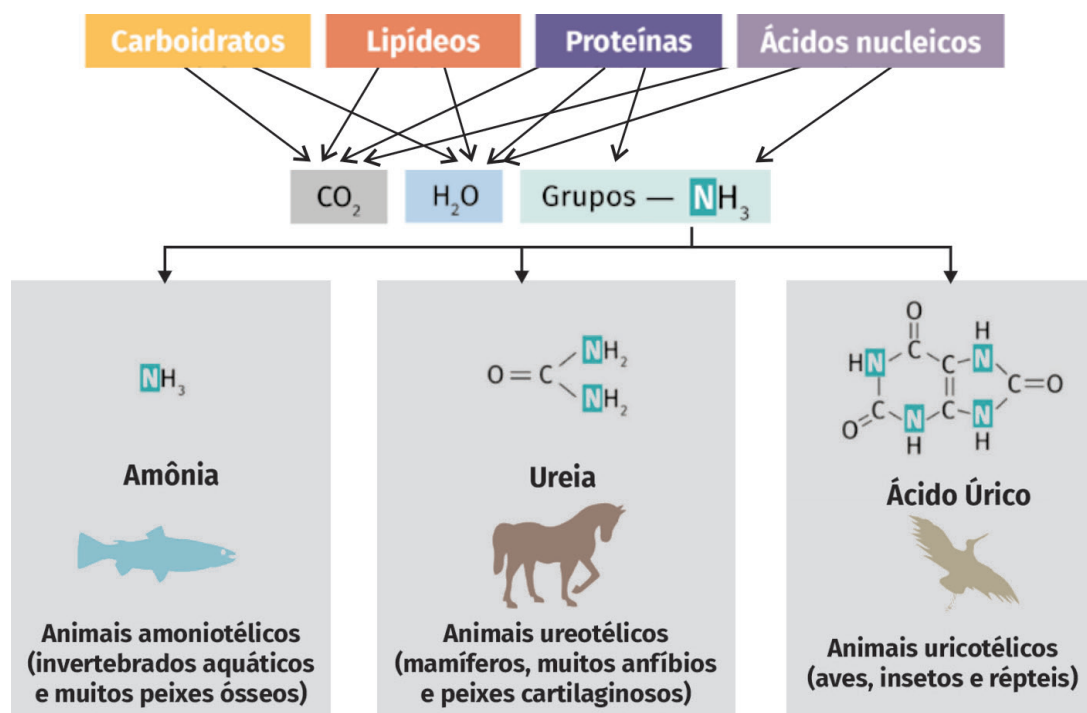 Carboidratos
Lipídeos
Proteínas
Ácidos nucleicos
CO₂
H₂O
Grupos — NH₃
NH₃
Amônia
Animais amoniotélicos
(invertebrados aquáticos
e muitos peixes ósseos)
NH₂
O = C
NH₂
Ureia
Animais ureotélicos
(mamíferos, muitos anfíbios
e peixes cartilaginosos)
O
H
C
N
HN
C
C = O
C
C
O
N
N
H
H
Ácido Úrico
Animais uricotélicos
(aves, insetos e répteis)